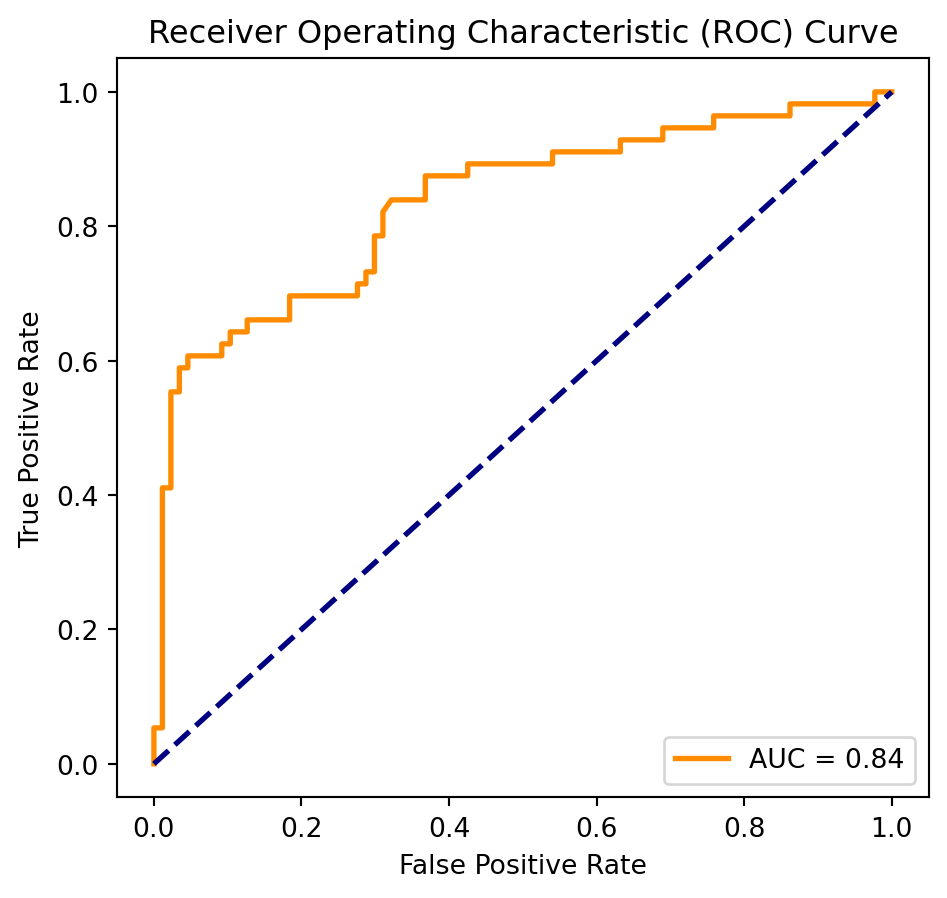 Receiver Operating Characteristic (ROC) Curve
1.0
0.8
0.6
0.4
0.2
0.0
True Positive Rate
AUC = 0.84
0.0 0.2 0.4 0.6 0.8 1.0
False Positive Rate